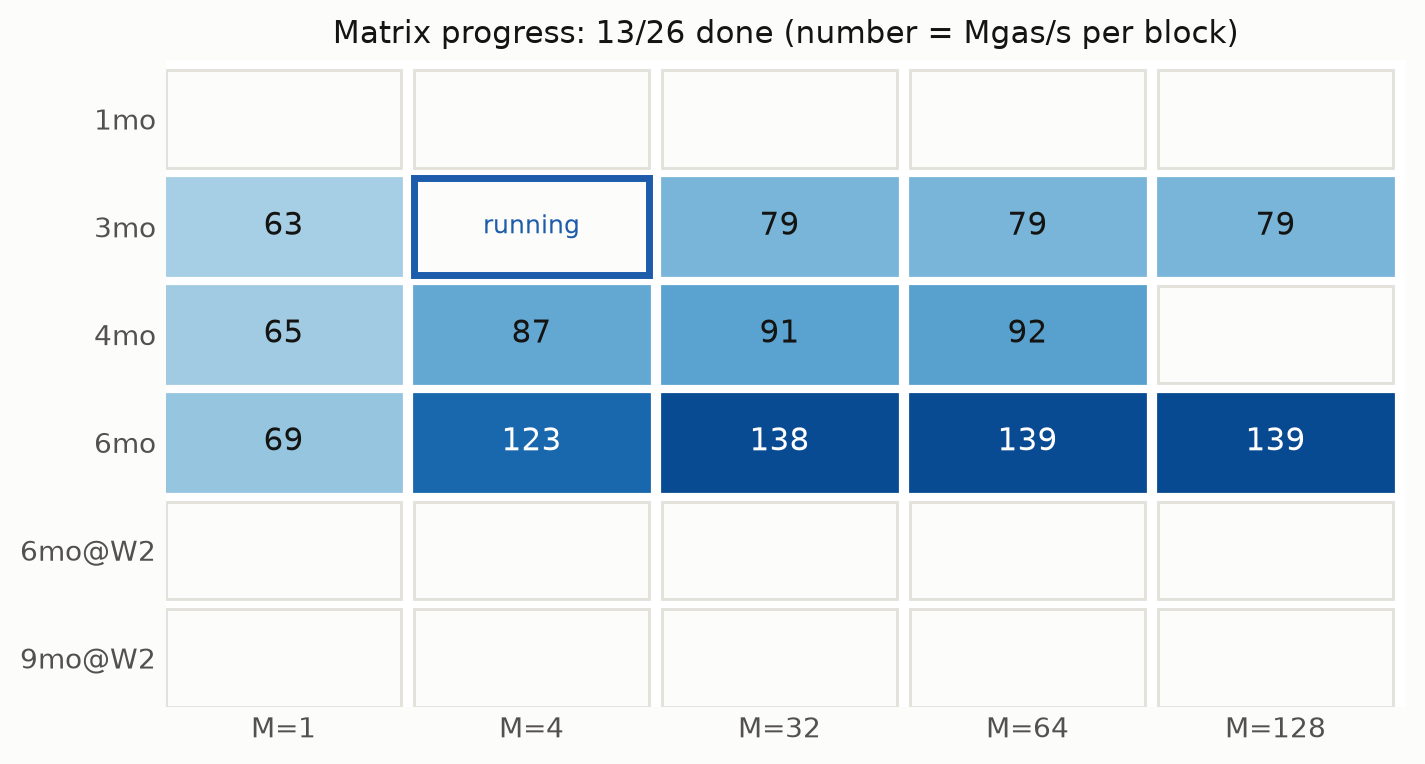 Matrix progress: 13/26 done (number = Mgas/s per block)
1mo
3mo 63 running 79 79 79
4mo 65 87 91 92
6mo 69 123 138 139 139
6mo@W2
9mo@W2
M=1 M=4 M=32 M=64 M=128